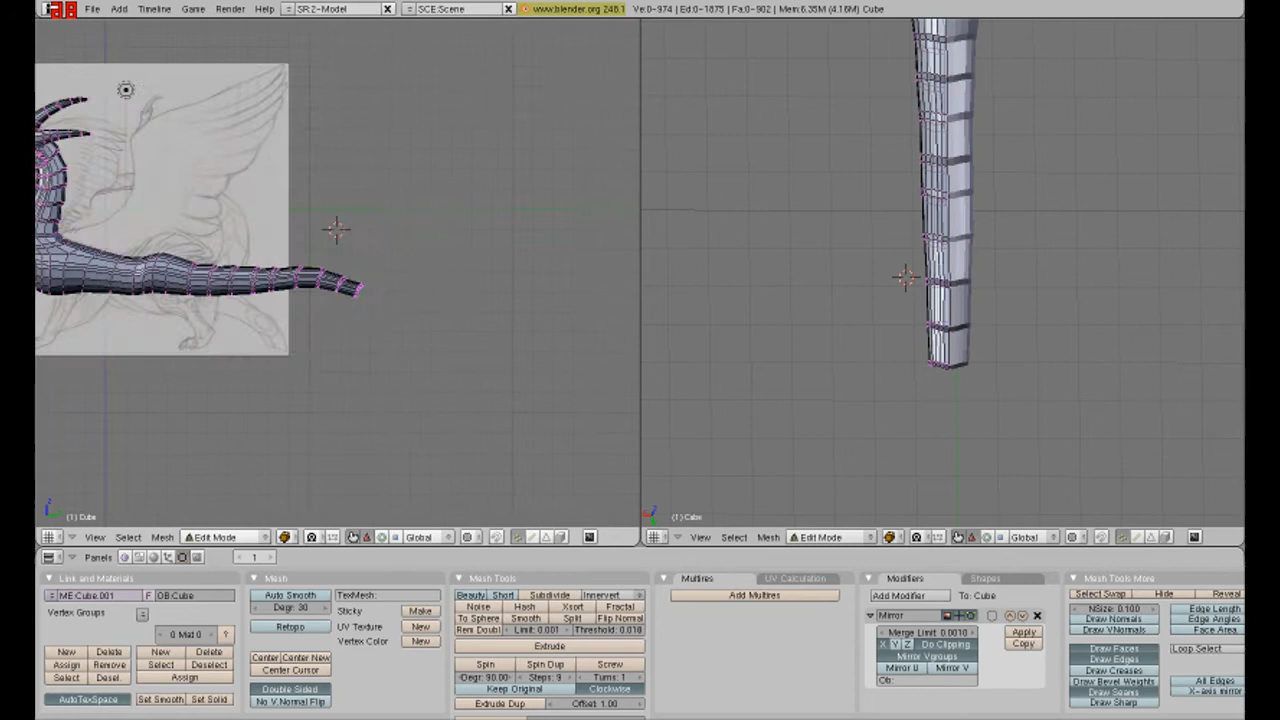 File Add Timeline Game Render Help SR:2-Model SCE:Scene www.blender.org 248.1 Ve:0-974 | Ed:0-1875 | Fa:0-902 | Mem:6.35M (4.16M) Cube
(1) Cube
(1) Cube
View Select Mesh Edit Mode Global
View Select Mesh Edit Mode Global
Panels 1
Link and Materials
ME:Cube.001 F OB:Cube
Vertex Groups
0 Mat 0 ?
New Delete New Delete
Assign Remove Select Deselect
Select Desel. Assign
AutoTexSpace Set Smooth Set Solid
Mesh
Auto Smooth TexMesh:
Degr: 30 Sticky Make
Retopo UV Texture New
Vertex Color New
Center Center New
Center Cursor
Double Sided
No V.Normal Flip
Mesh Tools
Beauty Short Subdivide Innervert
Noise Hash Xsort Fractal
To Sphere Smooth Split Flip Normal
Rem Doubl Limit: 0.001 Threshold: 0.010
Extrude
Spin Spin Dup Screw
Degr: 90.00 Steps: 9 Turns: 1
Keep Original Clockwise
Extrude Dup Offset: 1.00
Multires UV Calculation
Add Multires
Modifiers Shapes
Add Modifier To: Cube
Mirror
Merge Limit: 0.0010 Apply
X Y Z Do Clipping Copy
Mirror Vgroups
Mirror U Mirror V
Ob:
Mesh Tools More
Select Swap Hide Reveal
NSize: 0.100 Edge Length
Draw Normals Edge Angles
Draw VNormals Face Area
Draw Faces Loop Select
Draw Edges
Draw Creases
Draw Bevel Weights All Edges
Draw Seams X-axis mirror
Draw Sharp